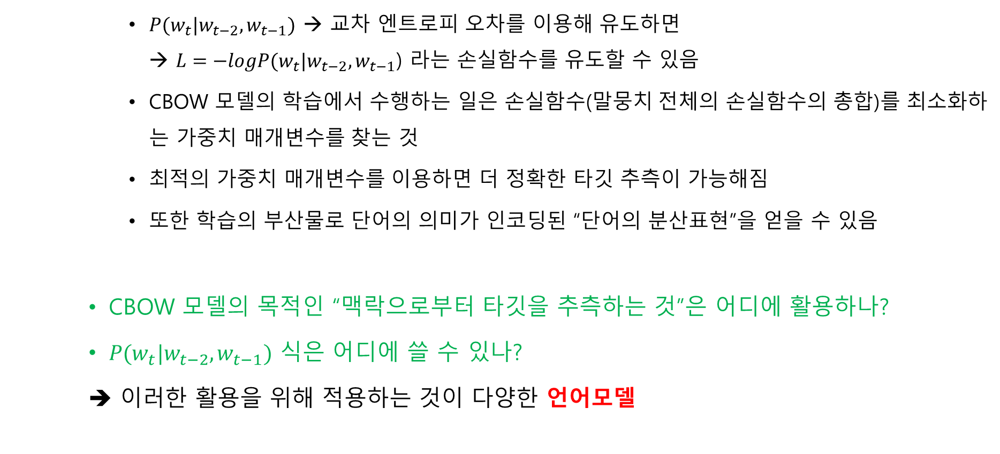 • P(wₜ|wₜ₋₂, wₜ₋₁) → 교차 엔트로피 오차를 이용해 유도하면
→ L = −logP(wₜ|wₜ₋₂, wₜ₋₁) 라는 손실함수를 유도할 수 있음
• CBOW 모델의 학습에서 수행하는 일은 손실함수(말뭉치 전체의 손실함수의 총합)를 최소화하
는 가중치 매개변수를 찾는 것
• 최적의 가중치 매개변수를 이용하면 더 정확한 타깃 추측이 가능해짐
• 또한 학습의 부산물로 단어의 의미가 인코딩된 “단어의 분산표현”을 얻을 수 있음
• CBOW 모델의 목적인 “맥락으로부터 타깃을 추측하는 것”은 어디에 활용하나?
• P(wₜ|wₜ₋₂, wₜ₋₁) 식은 어디에 쓸 수 있나?
➔ 이러한 활용을 위해 적용하는 것이 다양한 언어모델